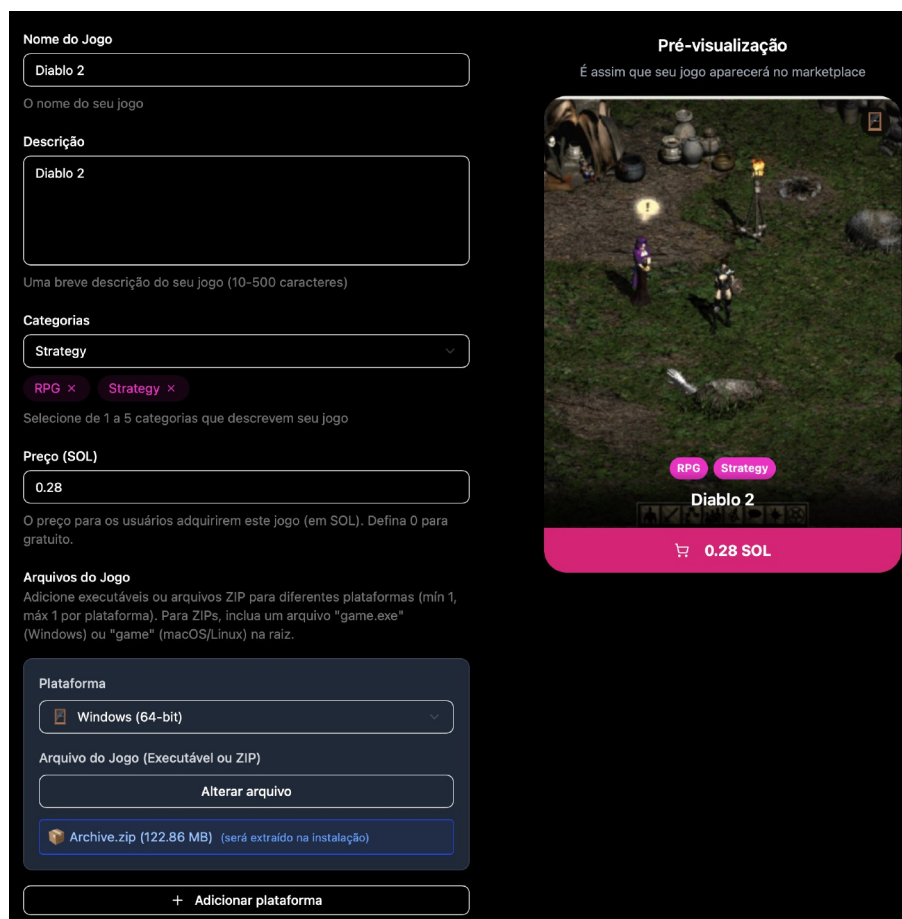 Nome do Jogo
Diablo 2
O nome do seu jogo
Descrição
Diablo 2
Uma breve descrição do seu jogo (10-500 caracteres)
Categorias
Strategy
RPG ×
Strategy ×
Selecione de 1 a 5 categorias que descrevem seu jogo
Preço (SOL)
0.28
O preço para os usuários adquirirem este jogo (em SOL). Defina 0 para
gratuito.
Arquivos do Jogo
Adicione executáveis ou arquivos ZIP para diferentes plataformas (mín 1,
máx 1 por plataforma). Para ZIPs, inclua um arquivo "game.exe"
(Windows) ou "game" (macOS/Linux) na raiz.
Plataforma
Windows (64-bit)
Arquivo do Jogo (Executável ou ZIP)
Alterar arquivo
Archive.zip (122.86 MB) (será extraído na instalação)
+ Adicionar plataforma
Pré-visualização
É assim que seu jogo aparecerá no marketplace
!
RPG
Strategy
Diablo 2
0.28 SOL